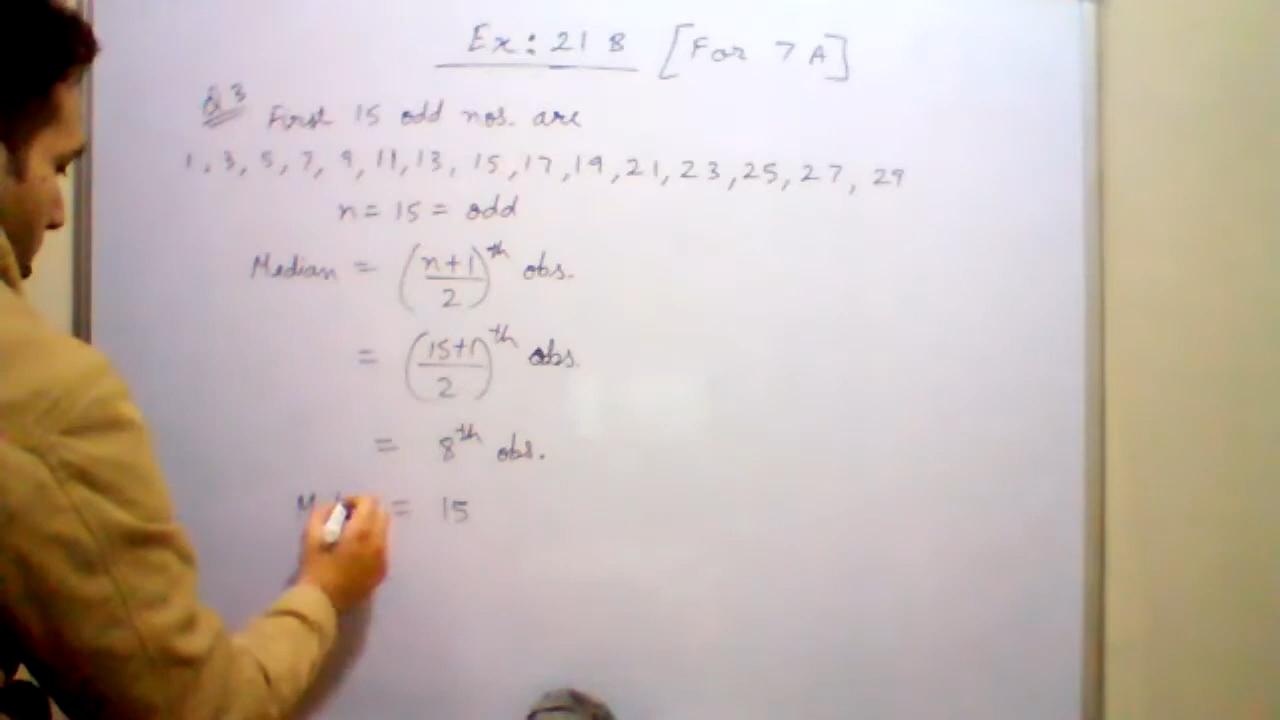 Ex: 21 B [For 7 A]
Q3 First 15 odd nos. are
1, 3, 5, 7, 9, 11, 13, 15, 17, 19, 21, 23, 25, 27, 29
n = 15 = odd
Median = (n+1/2)th obs.
= (15+1/2)th obs.
= 8th obs.
= 15